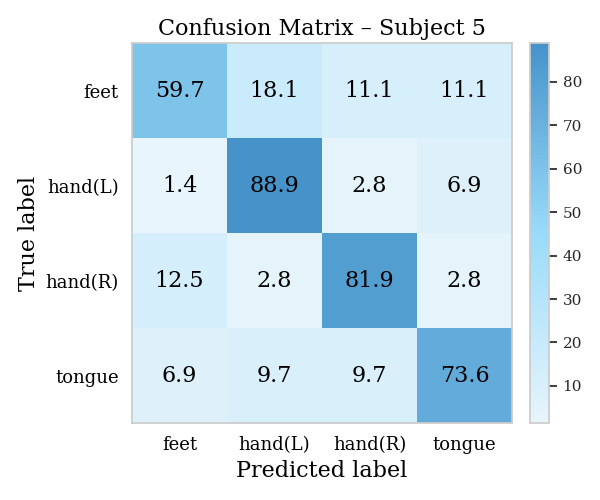 Confusion Matrix – Subject 5
True label
feet 59.7 18.1 11.1 11.1
hand(L) 1.4 88.9 2.8 6.9
hand(R) 12.5 2.8 81.9 2.8
tongue 6.9 9.7 9.7 73.6
feet hand(L) hand(R) tongue
Predicted label
80
70
60
50
40
30
20
10